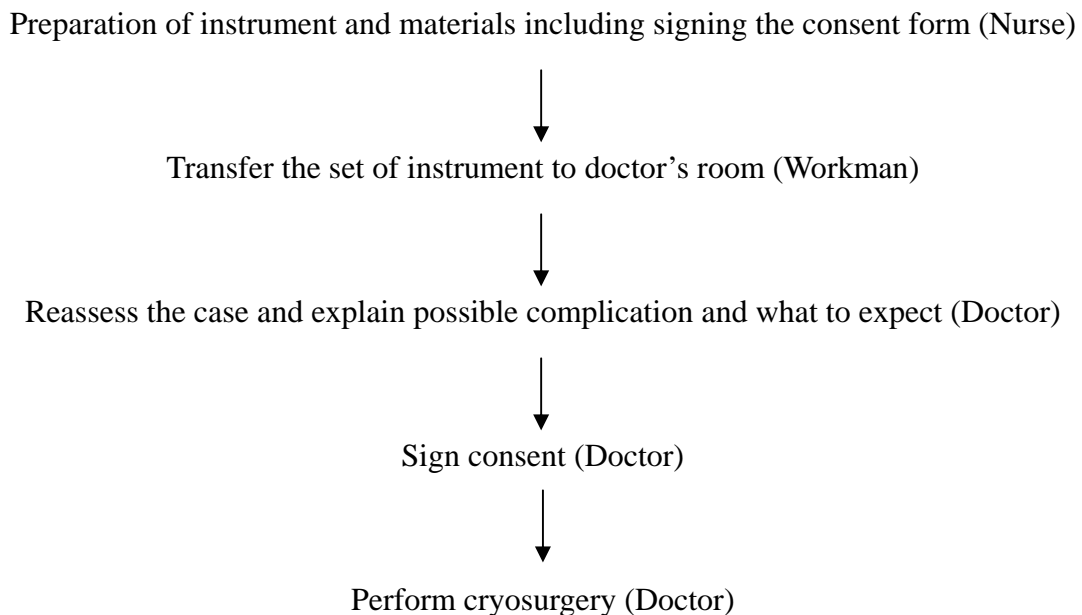 Preparation of instrument and materials including signing the consent form (Nurse)
Transfer the set of instrument to doctor’s room (Workman)
Reassess the case and explain possible complication and what to expect (Doctor)
Sign consent (Doctor)
Perform cryosurgery (Doctor)